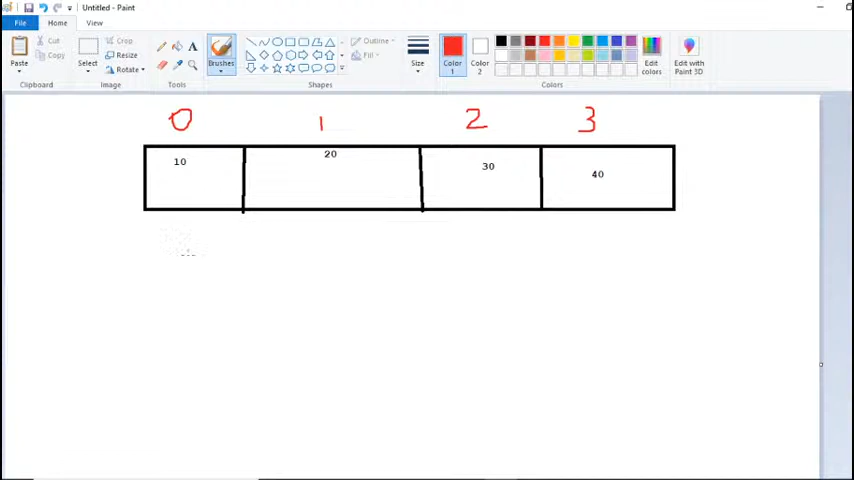 Untitled - Paint
File Home View
Paste
Cut
Copy
Clipboard
Select
Crop
Resize
Rotate
Image
A
Tools
Brushes
Outline
Fill
Shapes
Size
Color 1
Color 2
Edit colors
Colors
Edit with Paint 3D
0 1 2 3
10 20 30 40